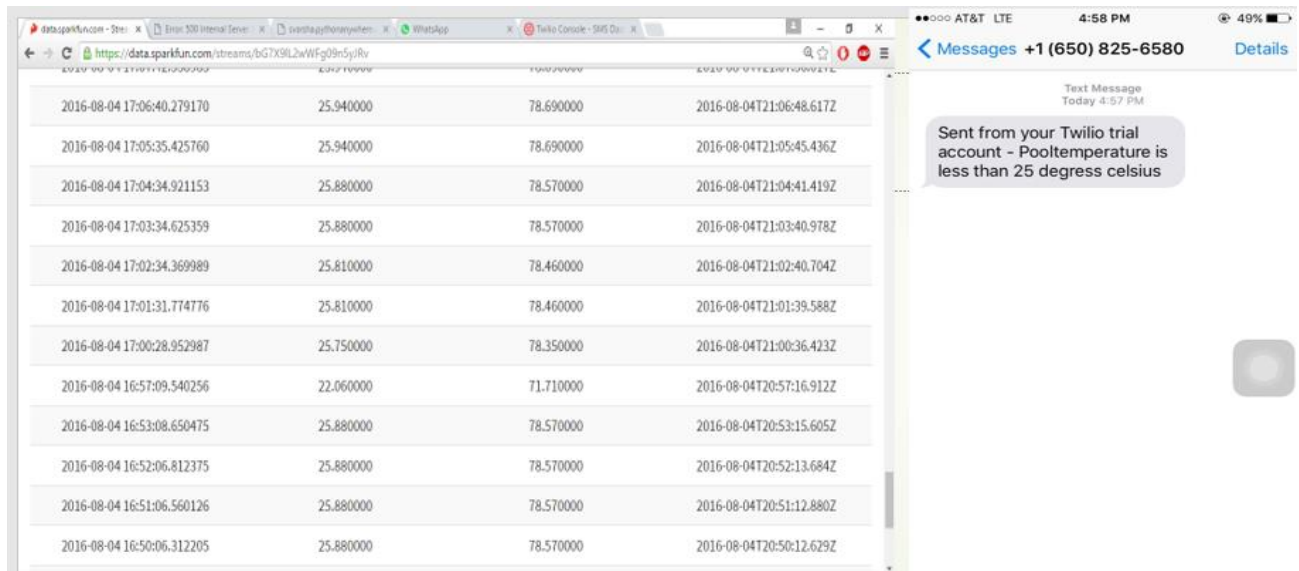 data.sparkfun.com - Stre
Error: 500 Internal Server
WhatsApp
Twilio Console - SMS Da
https://data.sparkfun.com/streams/
2016-08-04 17:06:40.279170 25.940000 78.690000 2016-08-04T21:06:48.617Z
2016-08-04 17:05:35.425760 25.940000 78.690000 2016-08-04T21:05:45.436Z
2016-08-04 17:04:34.921153 25.880000 78.570000 2016-08-04T21:04:41.419Z
2016-08-04 17:03:34.625359 25.880000 78.570000 2016-08-04T21:03:40.978Z
2016-08-04 17:02:34.369989 25.810000 78.460000 2016-08-04T21:02:40.704Z
2016-08-04 17:01:31.774776 25.810000 78.460000 2016-08-04T21:01:39.588Z
2016-08-04 17:00:28.952987 25.750000 78.350000 2016-08-04T21:00:36.423Z
2016-08-04 16:57:09.540256 22.060000 71.710000 2016-08-04T20:57:16.912Z
2016-08-04 16:53:08.650475 25.880000 78.570000 2016-08-04T20:53:15.605Z
2016-08-04 16:52:06.812375 25.880000 78.570000 2016-08-04T20:52:13.684Z
2016-08-04 16:51:06.560126 25.880000 78.570000 2016-08-04T20:51:12.880Z
2016-08-04 16:50:06.312205 25.880000 78.570000 2016-08-04T20:50:12.629Z
AT&T LTE 4:58 PM 49%
Messages +1 (650) 825-6580 Details
Text Message
Today 4:57 PM
Sent from your Twilio trial
account - Pooltemperature is
less than 25 degress celsius